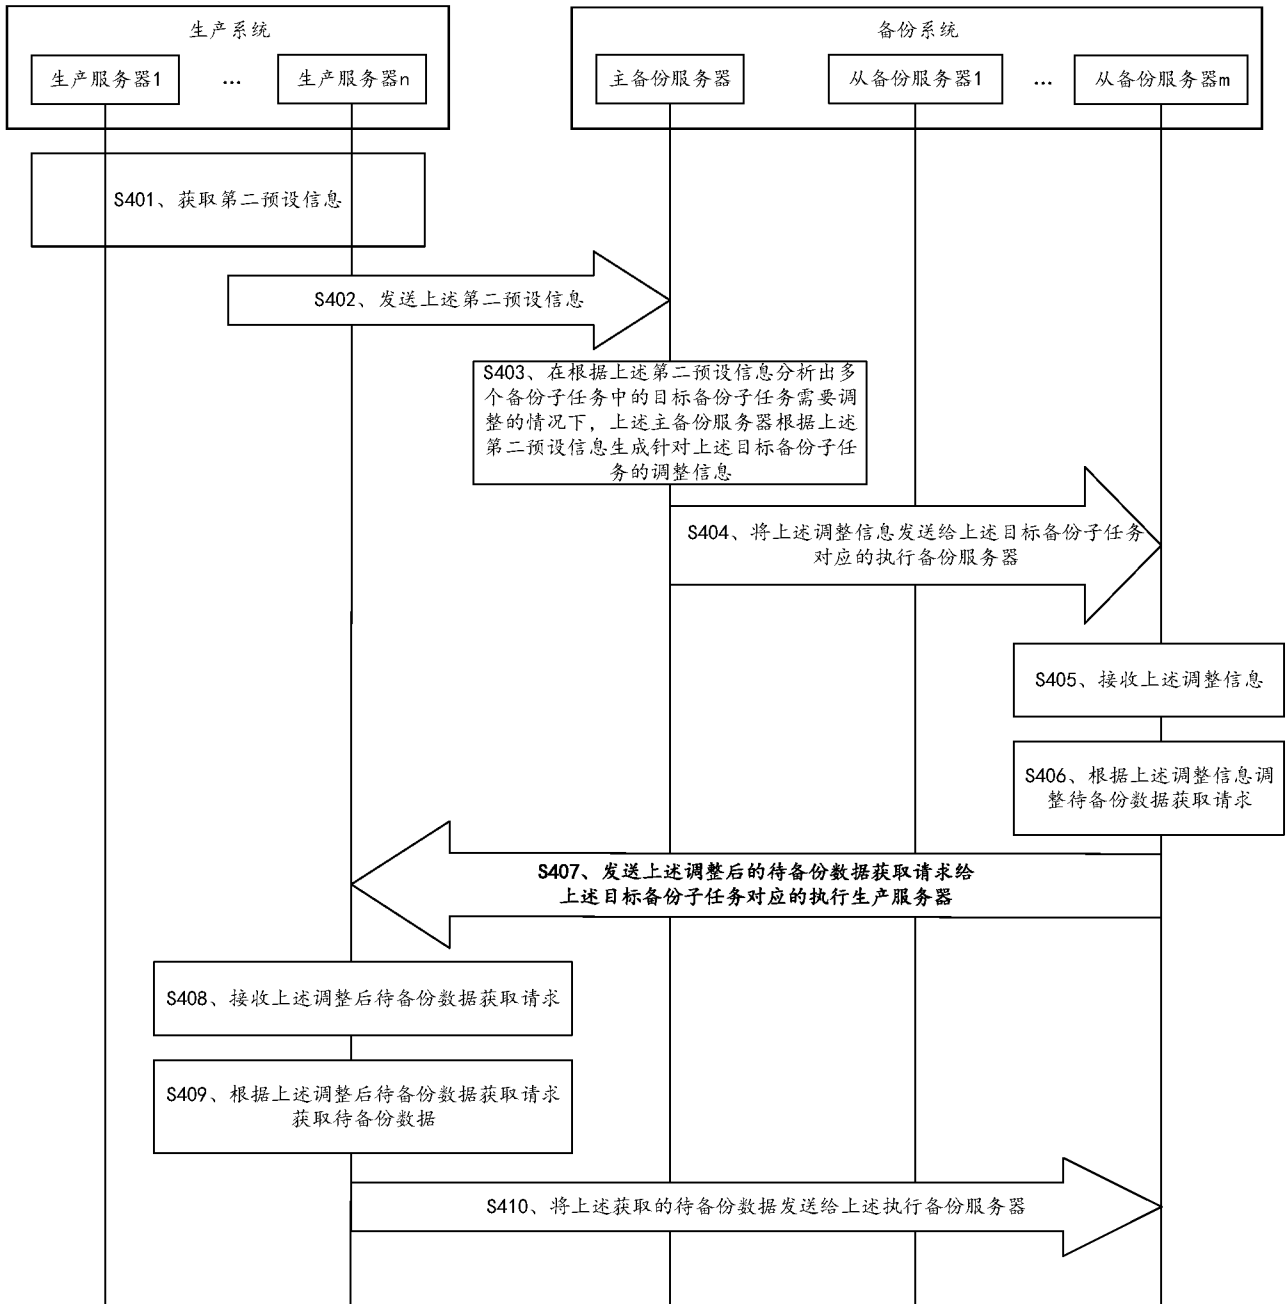 生产系统
备份系统
生产服务器1
...
生产服务器n
主备份服务器
从备份服务器1
...
从备份服务器m
S401、获取第二预设信息
S402、发送上述第二预设信息
S403、在根据上述第二预设信息分析出多
个备份子任务中的目标备份子任务需要调
整的情况下，上述主备份服务器根据上述
第二预设信息生成针对上述目标备份子任
务的调整信息
S404、将上述调整信息发送给上述目标备份子任务
对应的执行备份服务器
S405、接收上述调整信息
S406、根据上述调整信息调
整待备份数据获取请求
S407、发送上述调整后的待备份数据获取请求给
上述目标备份子任务对应的执行生产服务器
S408、接收上述调整后待备份数据获取请求
S409、根据上述调整后待备份数据获取请求
获取待备份数据
S410、将上述获取的待备份数据发送给上述执行备份服务器